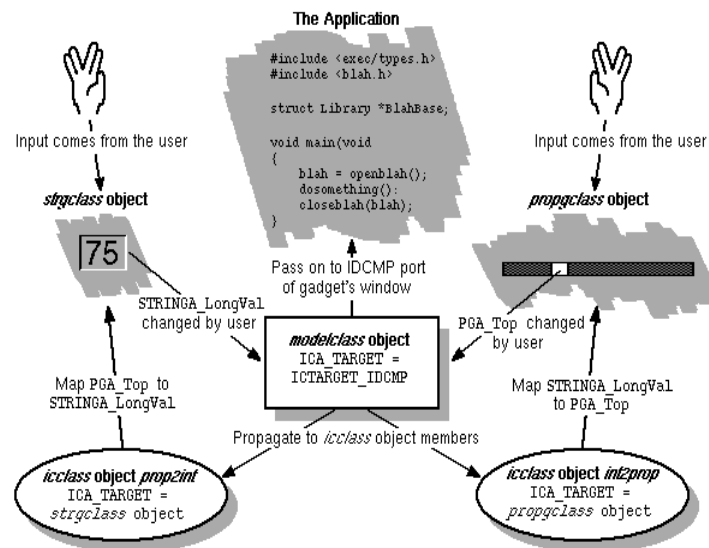 The Application
#include <exec/types.h>
#include <blah.h>
struct Library *BlahBase;
void main(void
{
blah = openblah();
dosomething():
closeblah(blah);
}
Input comes from the user
Input comes from the user
strgclass object
propgclass object
75
Pass on to IDCMP port
of gadget's window
STRINGA_LongVal
changed by user
PGA_Top changed
by user
modelclass object
ICA_TARGET =
ICTARGET_IDCMP
Map PGA_Top to
STRINGA_LongVal
Map STRINGA_LongVal
to PGA_Top
Propagate to icclass object members
icclass object prop2int
ICA_TARGET =
strgclass object
icclass object int2prop
ICA_TARGET =
propgclass object